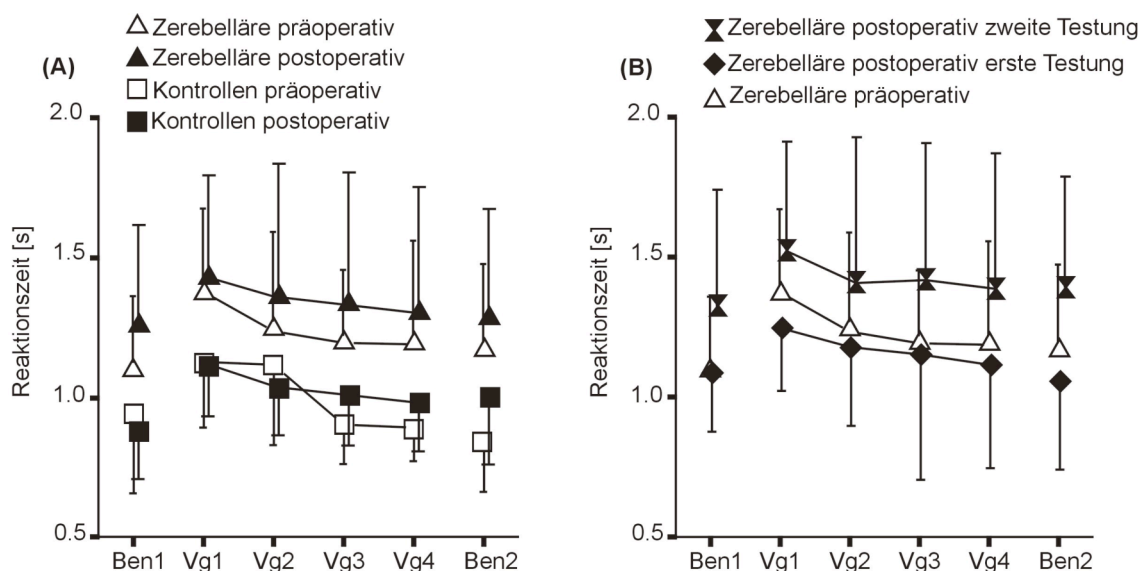 (A)
Zerebelläre präoperativ
Zerebelläre postoperativ
Kontrollen präoperativ
Kontrollen postoperativ
Reaktionszeit [s]
2.0
1.5
1.0
0.5
Ben1 Vg1 Vg2 Vg3 Vg4 Ben2
(B)
Zerebelläre postoperativ zweite Testung
Zerebelläre postoperativ erste Testung
Zerebelläre präoperativ
Reaktionszeit [s]
2.0
1.5
1.0
0.5
Ben1 Vg1 Vg2 Vg3 Vg4 Ben2